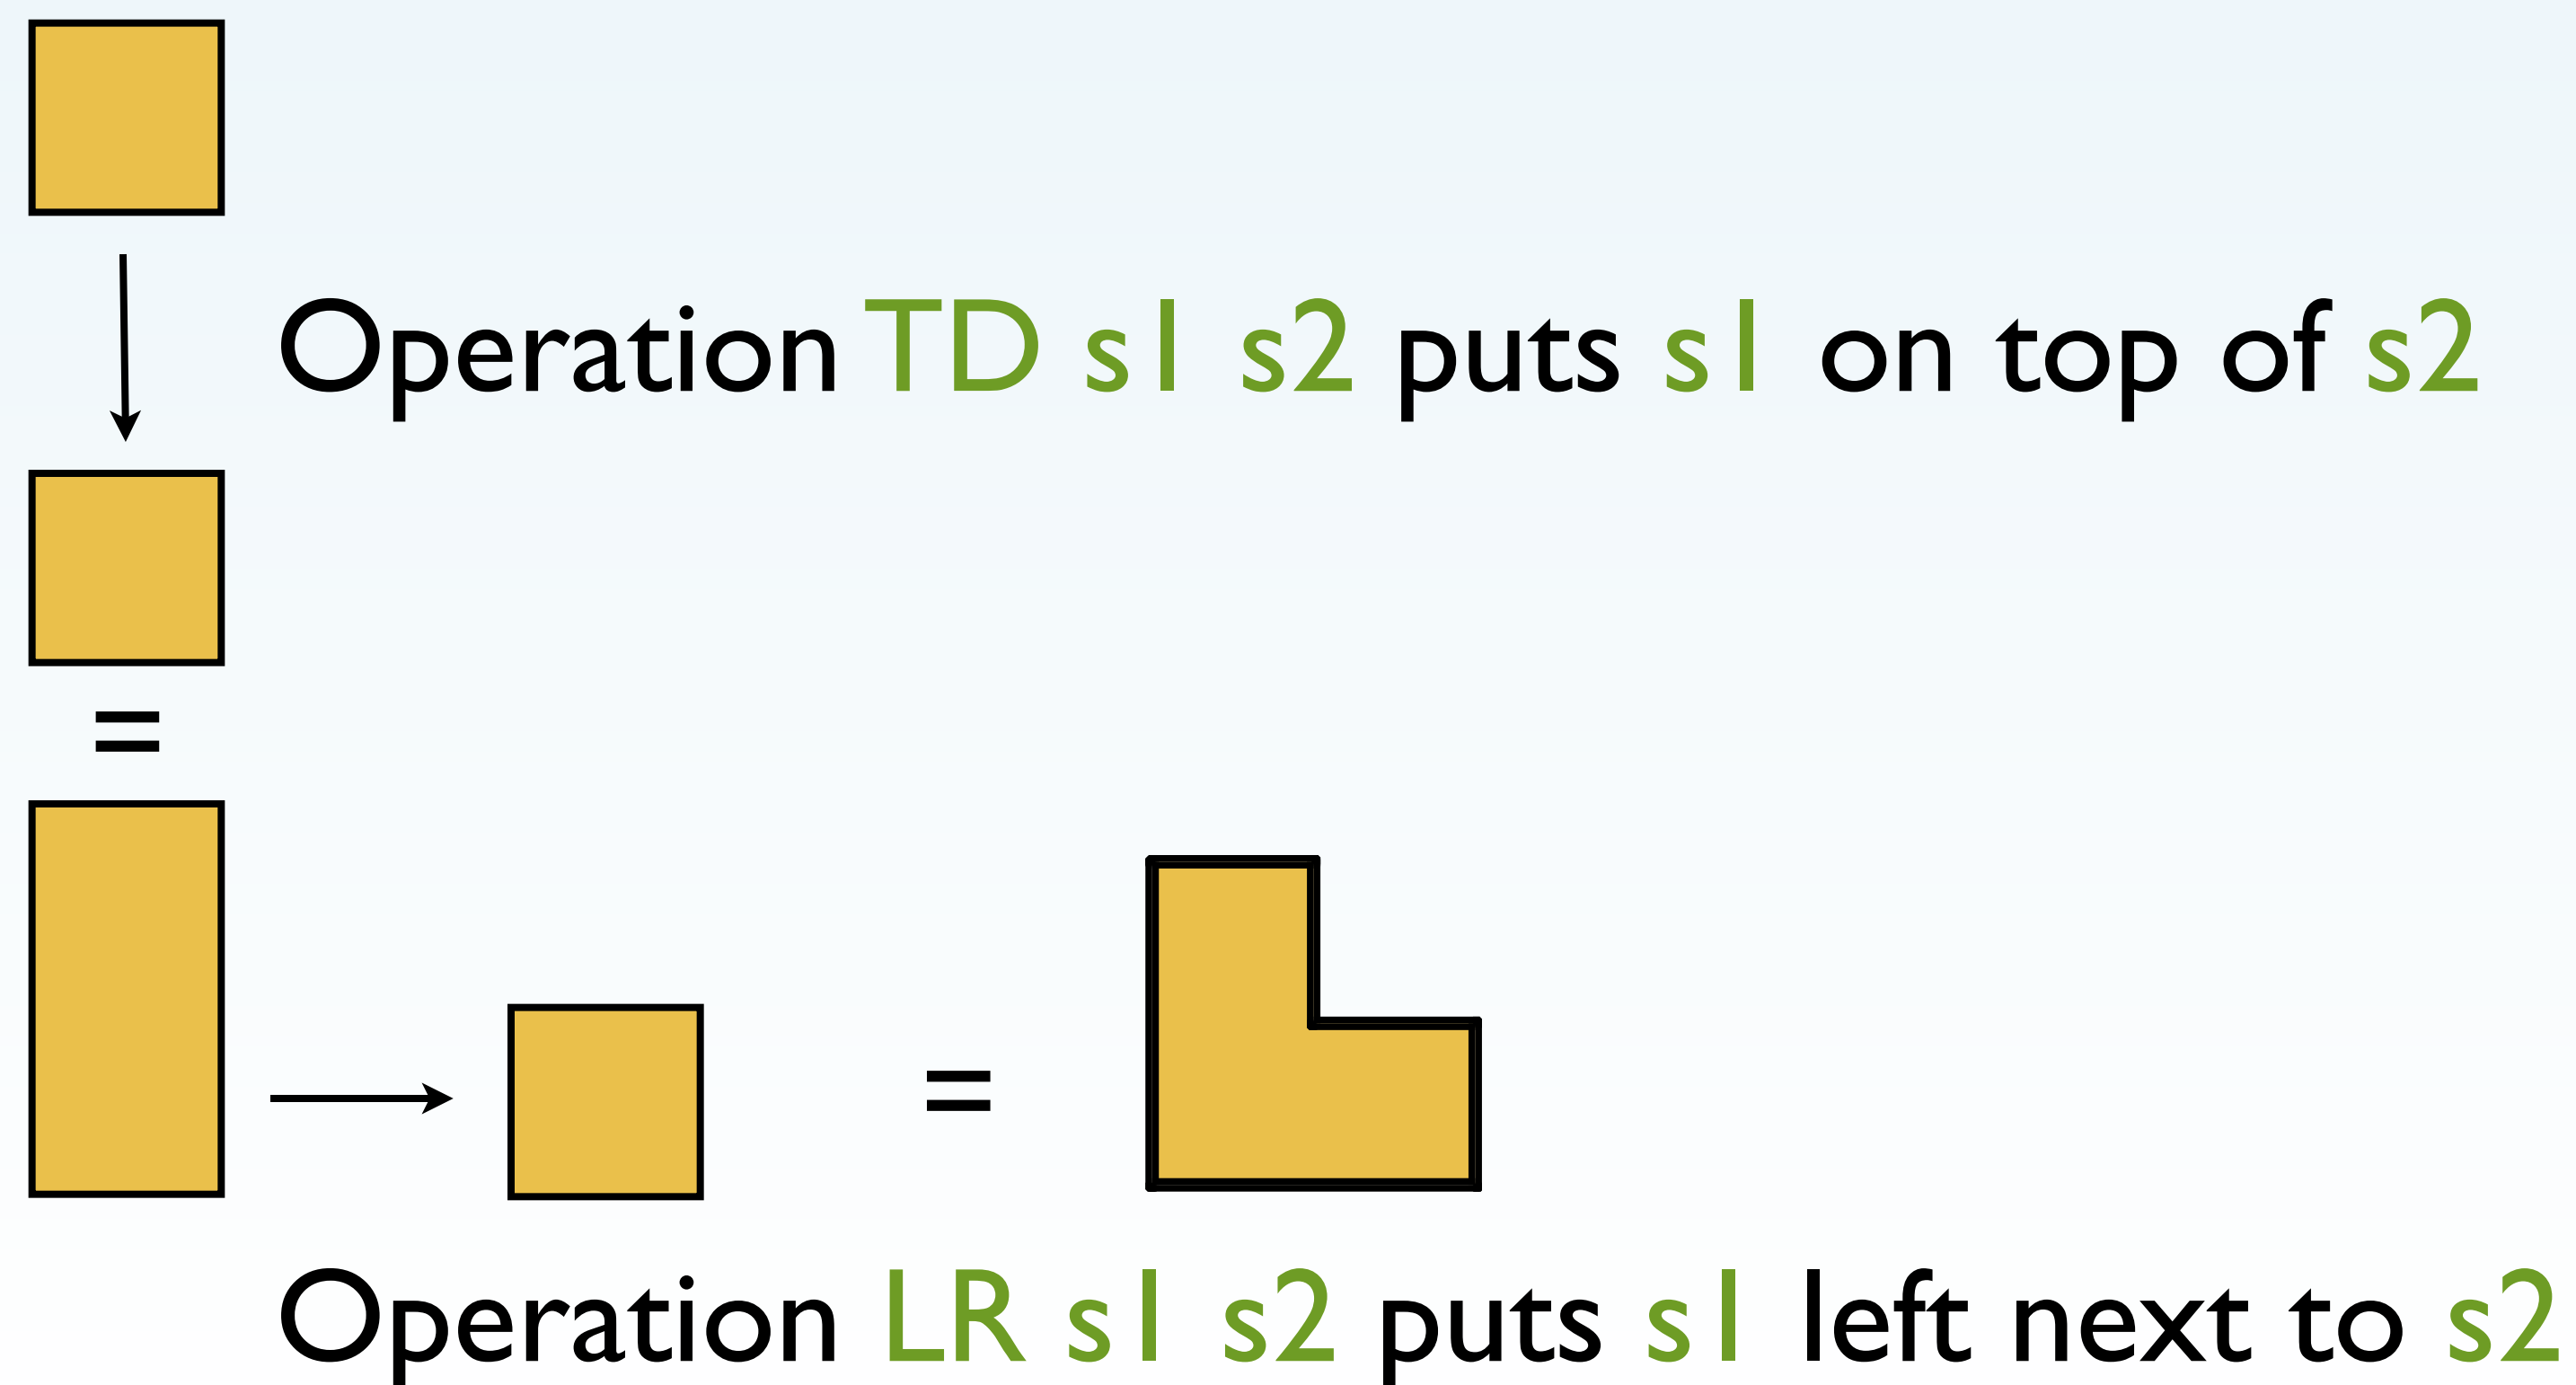 Operation TD s1 s2 puts s1 on top of s2
=
=
Operation LR s1 s2 puts s1 left next to s2